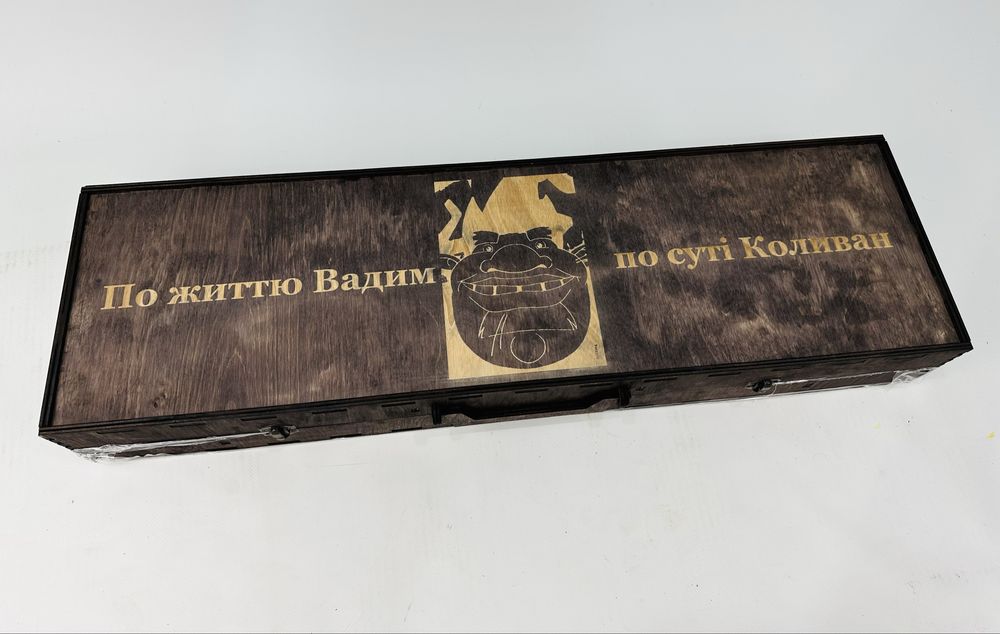 По життю Вадим
по суті Коливан